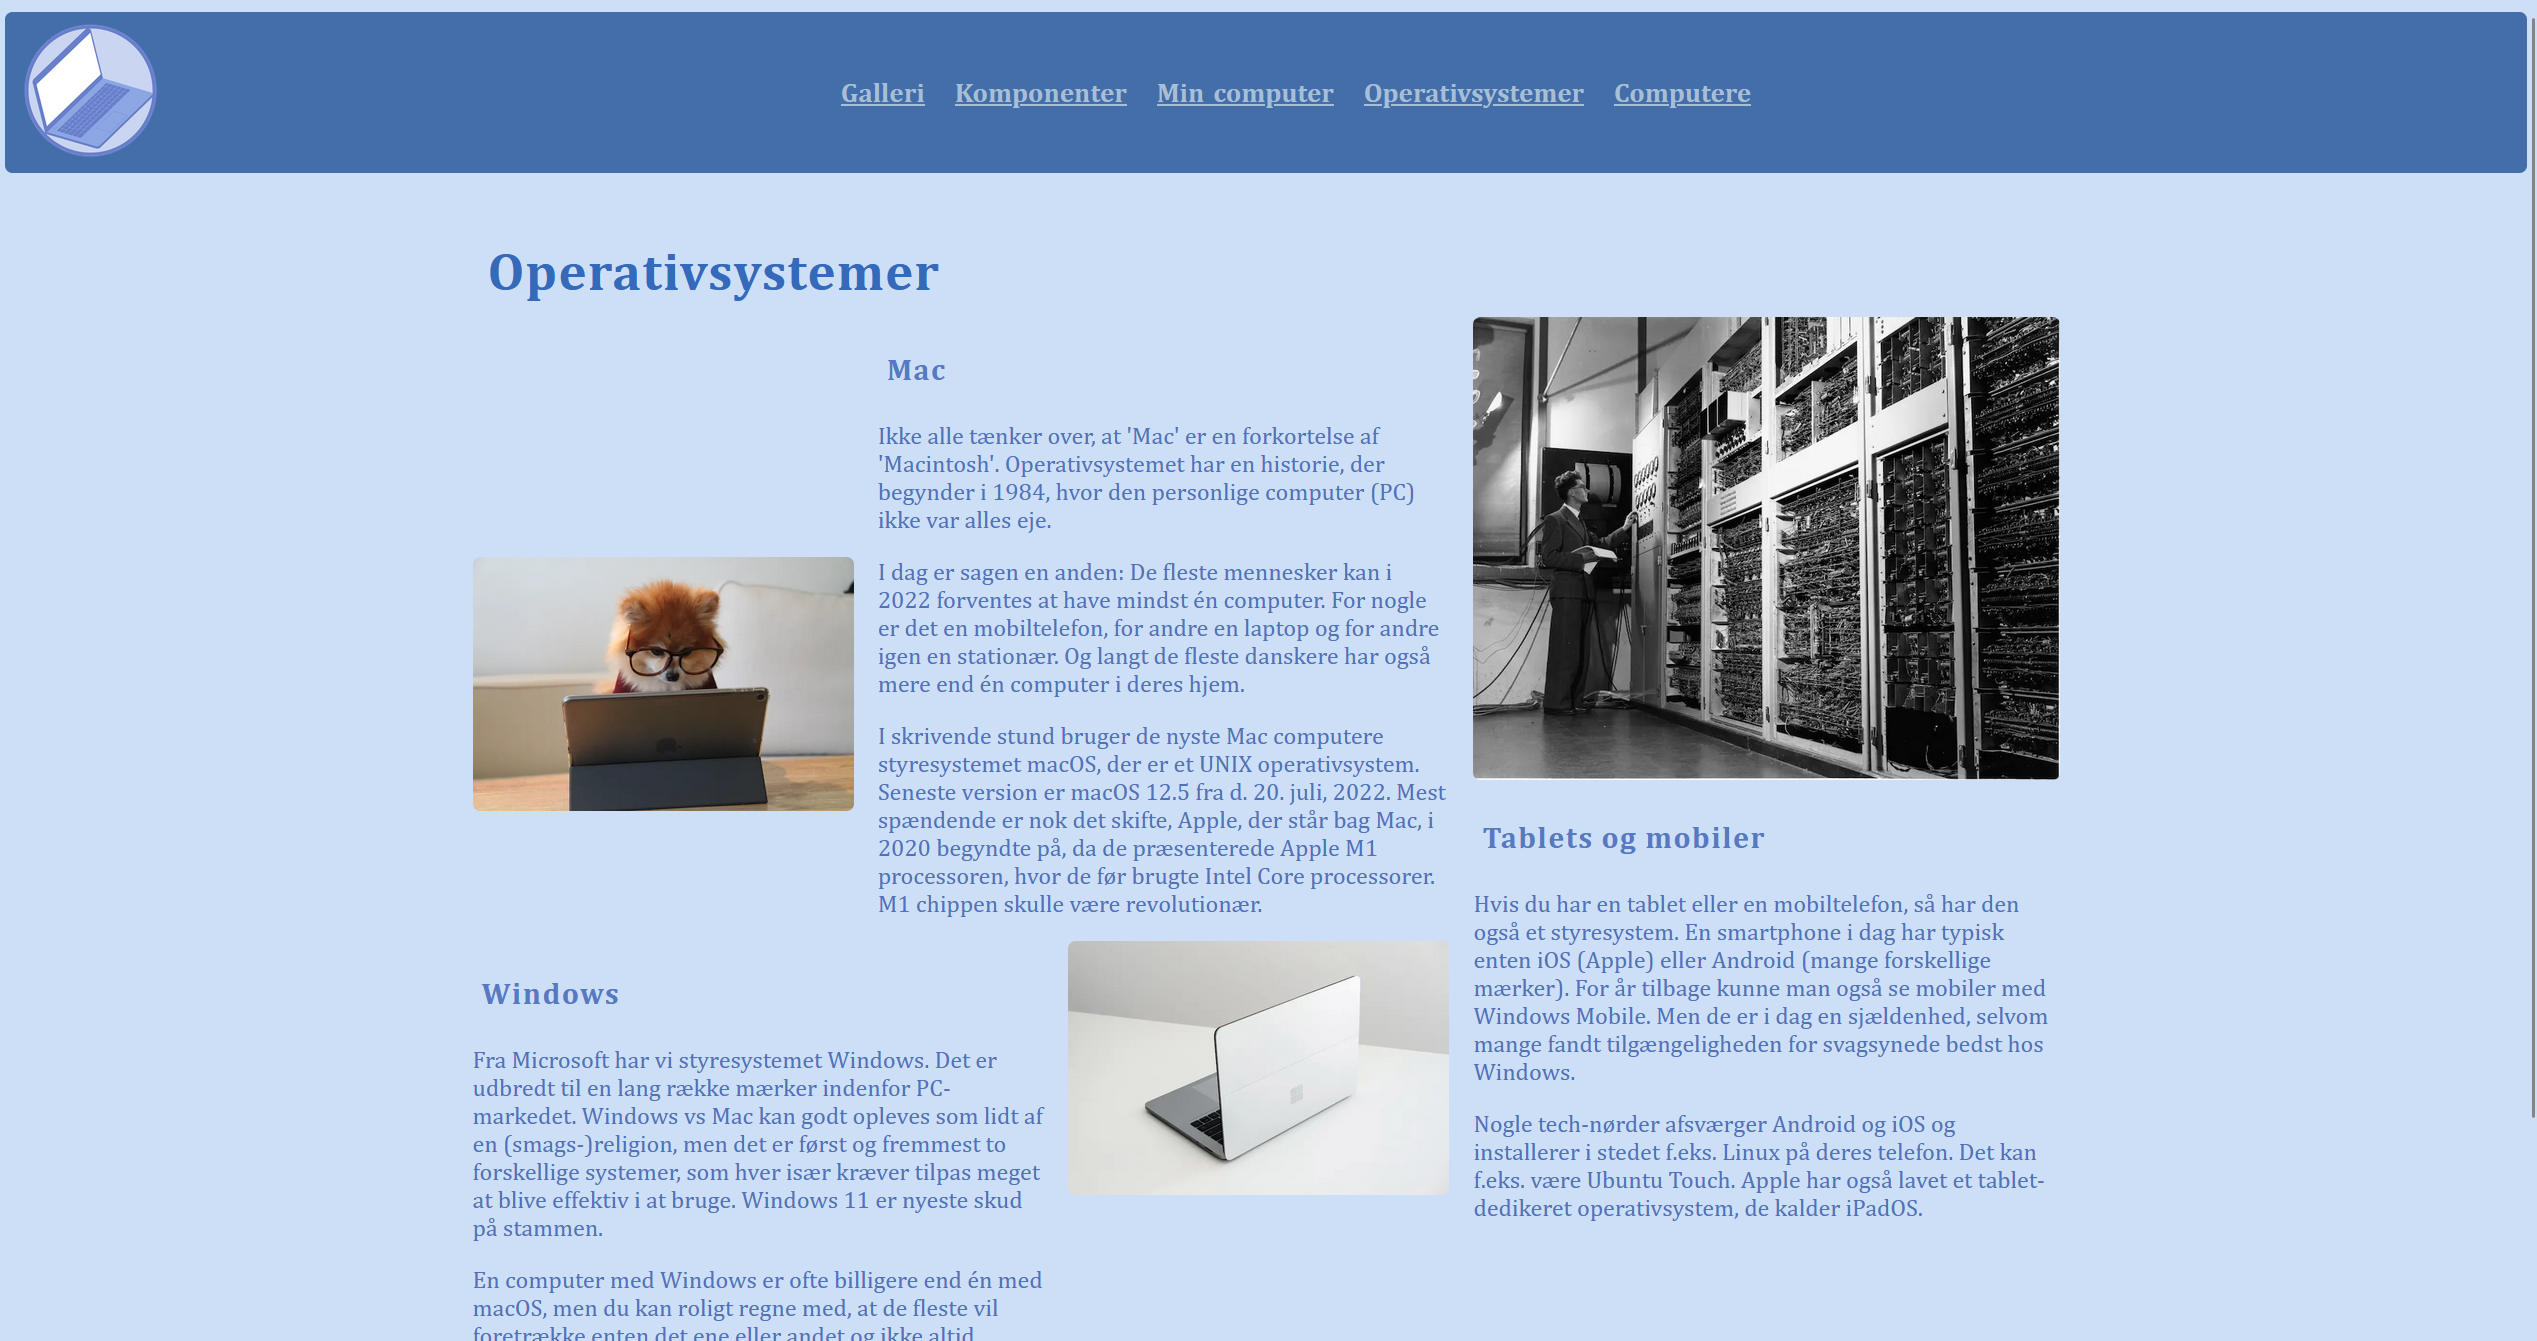 Galleri Komponenter Min computer Operativsystemer Computere
Operativsystemer
Mac
Ikke alle tænker over, at 'Mac' er en forkortelse af
'Macintosh'. Operativsystemet har en historie, der
begynder i 1984, hvor den personlige computer (PC)
ikke var alles eje.
I dag er sagen en anden: De fleste mennesker kan i
2022 forventes at have mindst én computer. For nogle
er det en mobiltelefon, for andre en laptop og for andre
igen en stationær. Og langt de fleste danskere har også
mere end én computer i deres hjem.
I skrivende stund bruger de nyste Mac computere
styresystemet macOS, der er et UNIX operativsystem.
Seneste version er macOS 12.5 fra d. 20. juli, 2022. Mest
spændende er nok det skifte, Apple, der står bag Mac, i
2020 begyndte på, da de præsenterede Apple M1
processoren, hvor de før brugte Intel Core processorer.
M1 chippen skulle være revolutionær.
Windows
Fra Microsoft har vi styresystemet Windows. Det er
udbredt til en lang række mærker indenfor PC-
markedet. Windows vs Mac kan godt opleves som lidt af
en (smags-)religion, men det er først og fremmest to
forskellige systemer, som hver især kræver tilpas meget
at blive effektiv i at bruge. Windows 11 er nyeste skud
på stammen.
En computer med Windows er ofte billigere end én med
macOS, men du kan roligt regne med, at de fleste vil
foretrække enten det ene eller andet og ikke altid
Tablets og mobiler
Hvis du har en tablet eller en mobiltelefon, så har den
også et styresystem. En smartphone i dag har typisk
enten iOS (Apple) eller Android (mange forskellige
mærker). For år tilbage kunne man også se mobiler med
Windows Mobile. Men de er i dag en sjældenhed, selvom
mange fandt tilgængeligheden for svagsynede bedst hos
Windows.
Nogle tech-nørder afsværger Android og iOS og
installerer i stedet f.eks. Linux på deres telefon. Det kan
f.eks. være Ubuntu Touch. Apple har også lavet et tablet-
dedikeret operativsystem, de kalder iPadOS.